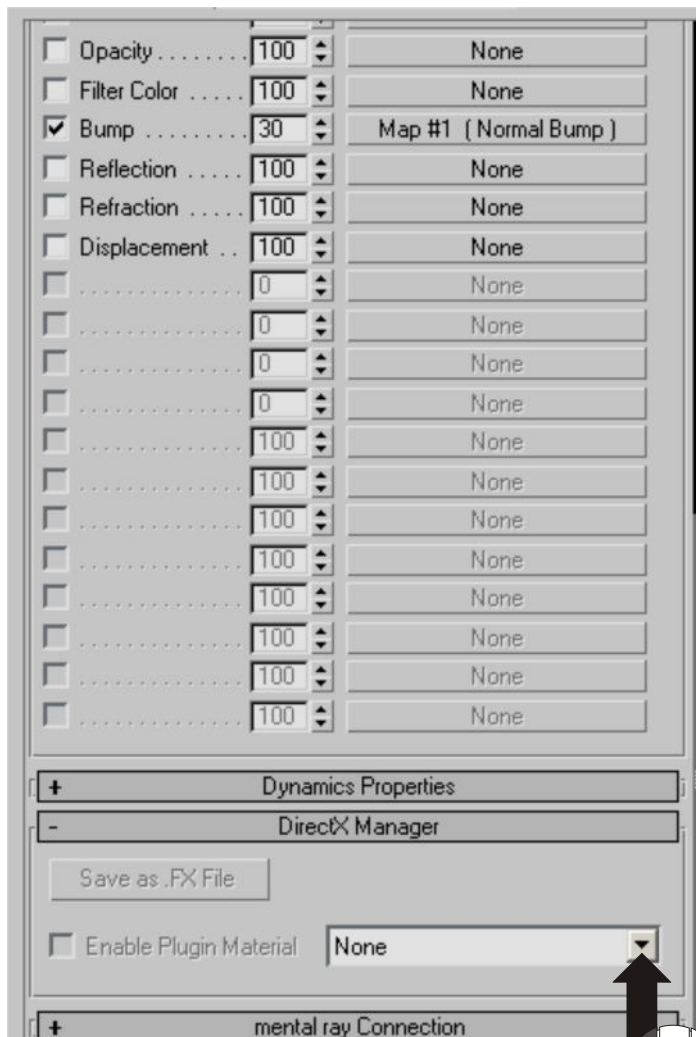 Opacity........ 100 None
Filter Color ..... 100 None
Bump ......... 30 Map #1 ( Normal Bump )
Reflection ..... 100 None
Refraction ..... 100 None
Displacement .. 100 None
.............. 0 None
.............. 0 None
.............. 0 None
.............. 0 None
.............. 100 None
.............. 100 None
.............. 100 None
.............. 100 None
.............. 100 None
.............. 100 None
.............. 100 None
.............. 100 None
+ Dynamics Properties
- DirectX Manager
Save as .FX File
Enable Plugin Material None
+ mental ray Connection